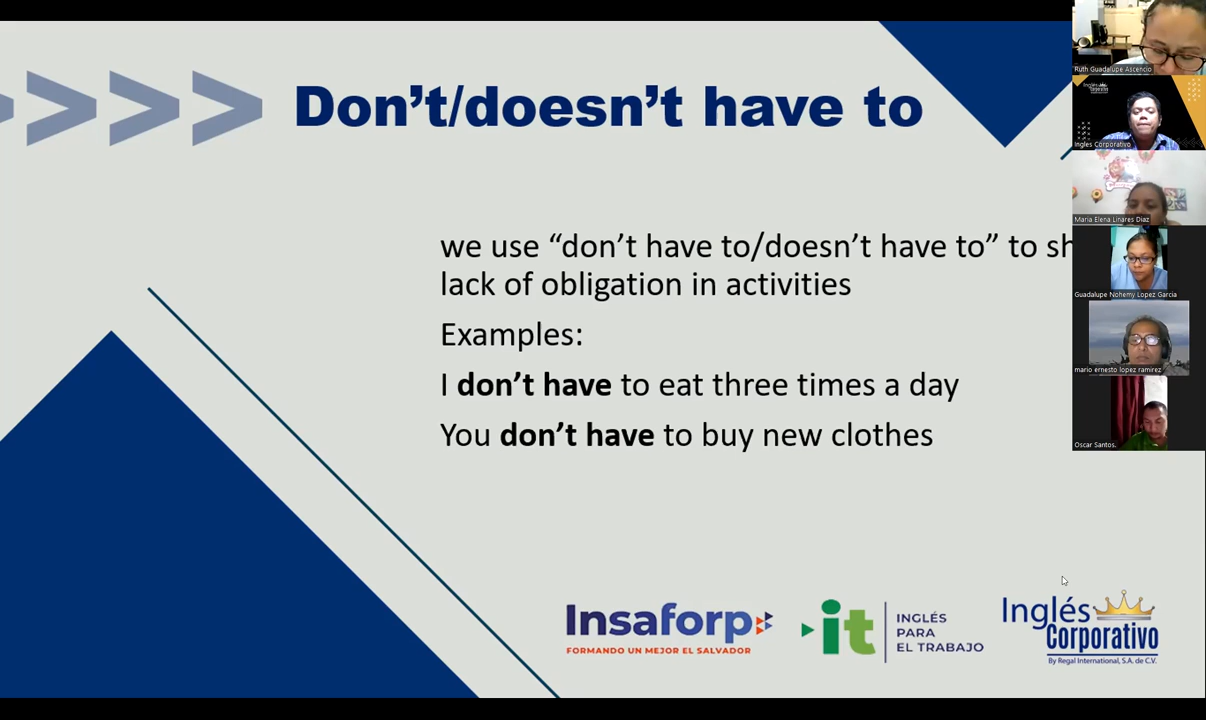 Don't/doesn't have to
we use “don't have to/doesn't have to” to
lack of obligation in activities
Examples:
I don't have to eat three times a day
You don't have to buy new clothes
Insaforp
FORMANDO UN MEJOR EL SALVADOR
it
INGLÉS
PARA
EL TRABAJO
Inglés
Corporativo
By Regal International, S.A. de C.V.
Ruth Guadalupe Ascencio
Ingles Corporativo
Maria Elena Linares Diaz
Guadalupe Nohemy Lopez Garcia
mario ernesto lopez ramirez
Oscar Santos.